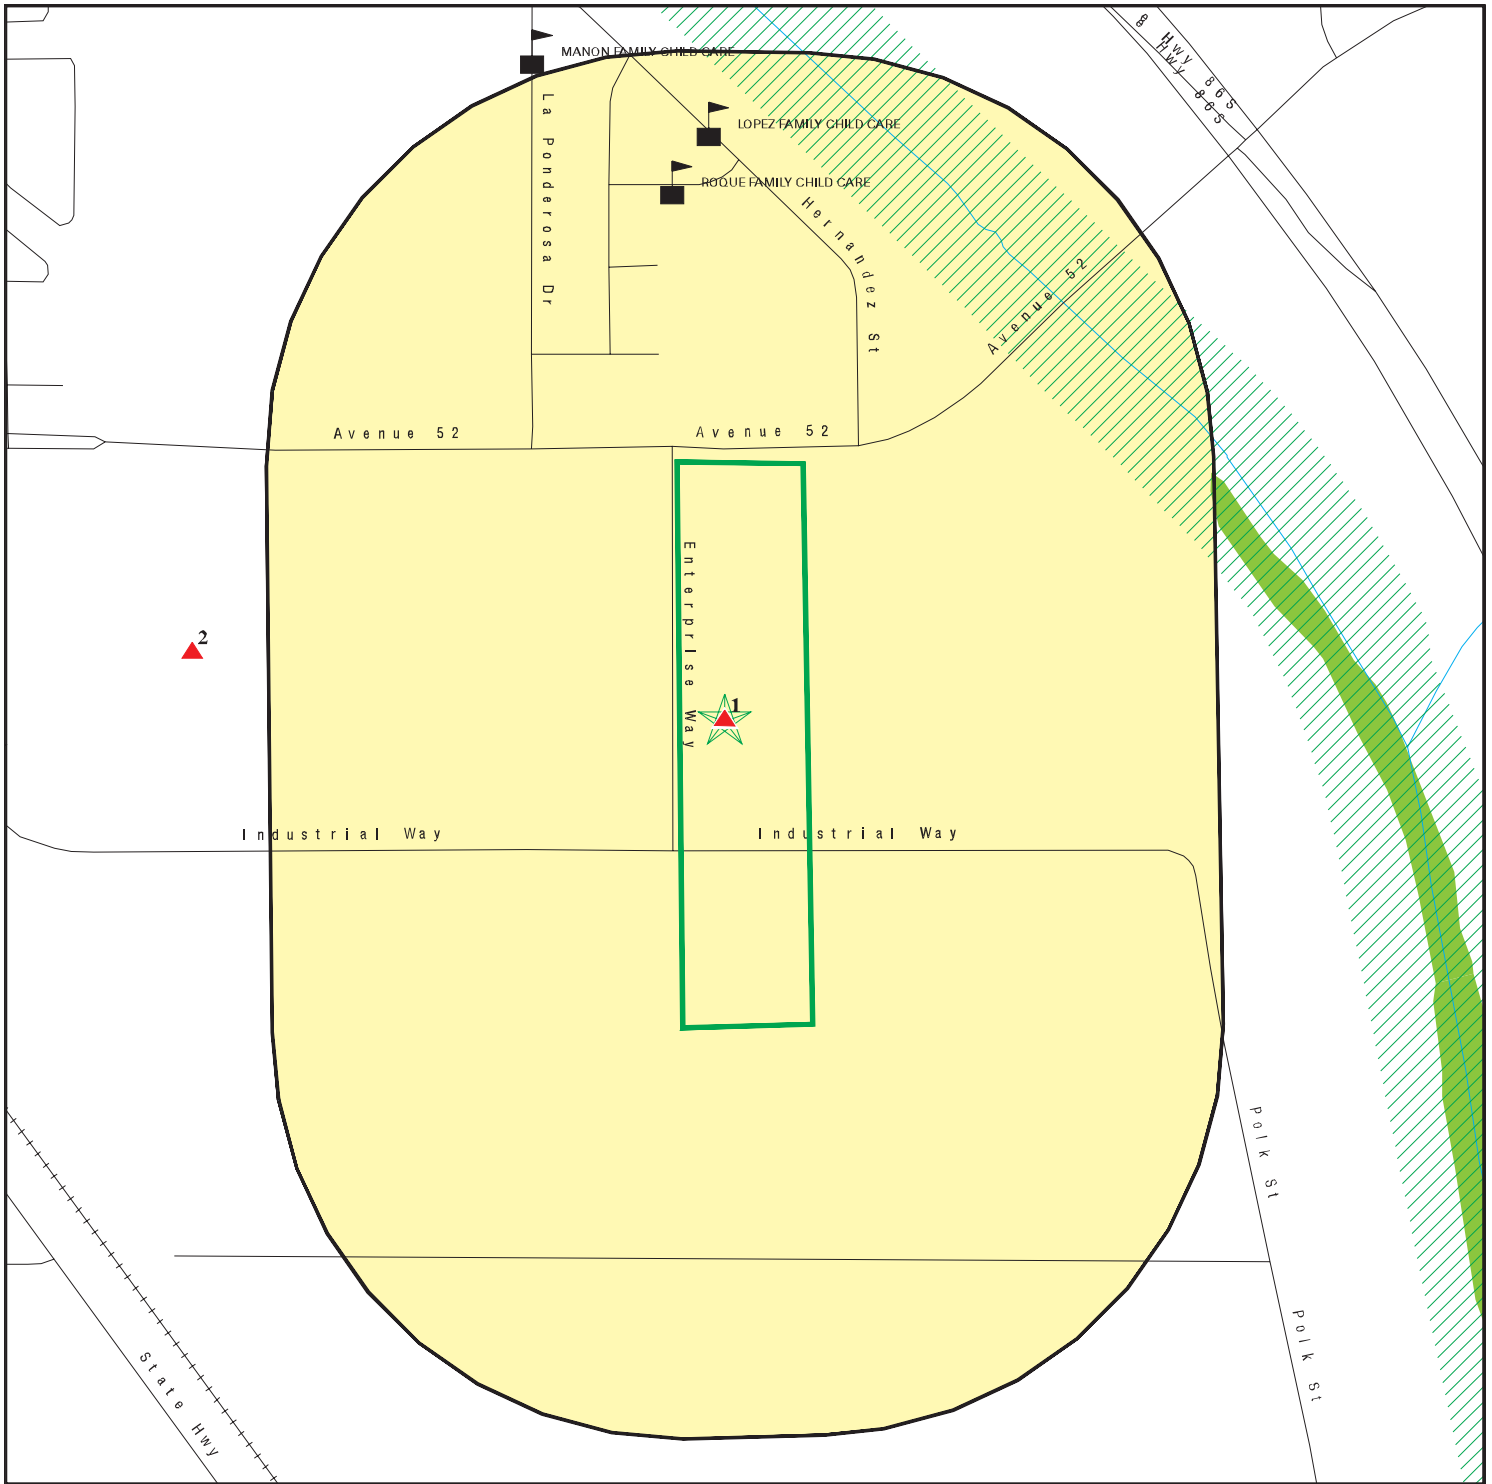 8 Hwy 86S
8 Hwy 86S
MANON FAMILY CHILD CARE
La Ponderosa Dr
LOPEZ FAMILY CHILD CARE
ROQUE FAMILY CHILD CARE
Hernandez St
Avenue 52
Avenue 52
Avenue 52
Enterprise Way
2
1
Industrial Way
Industrial Way
Polk St
Polk St
State Hwy